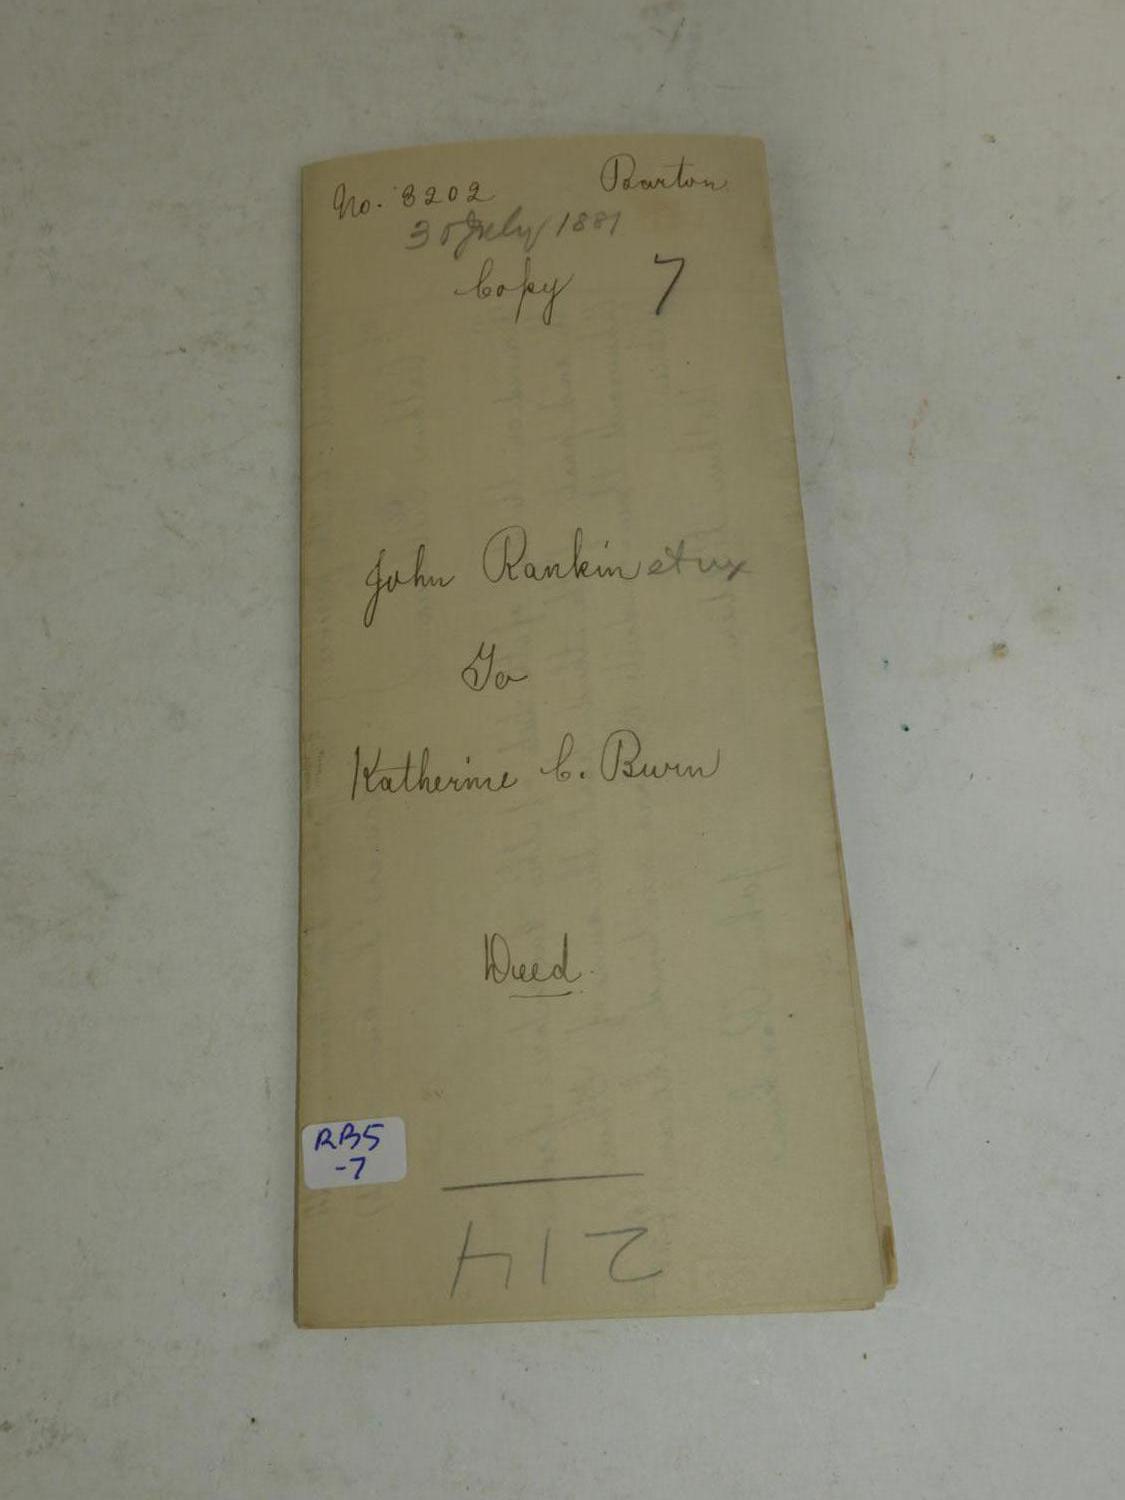 No. 8202 Barton
30 July 1881
Copy 7
John Rankin et ux
To
Katherine C. Burn
Deed.
RB5
-7
214